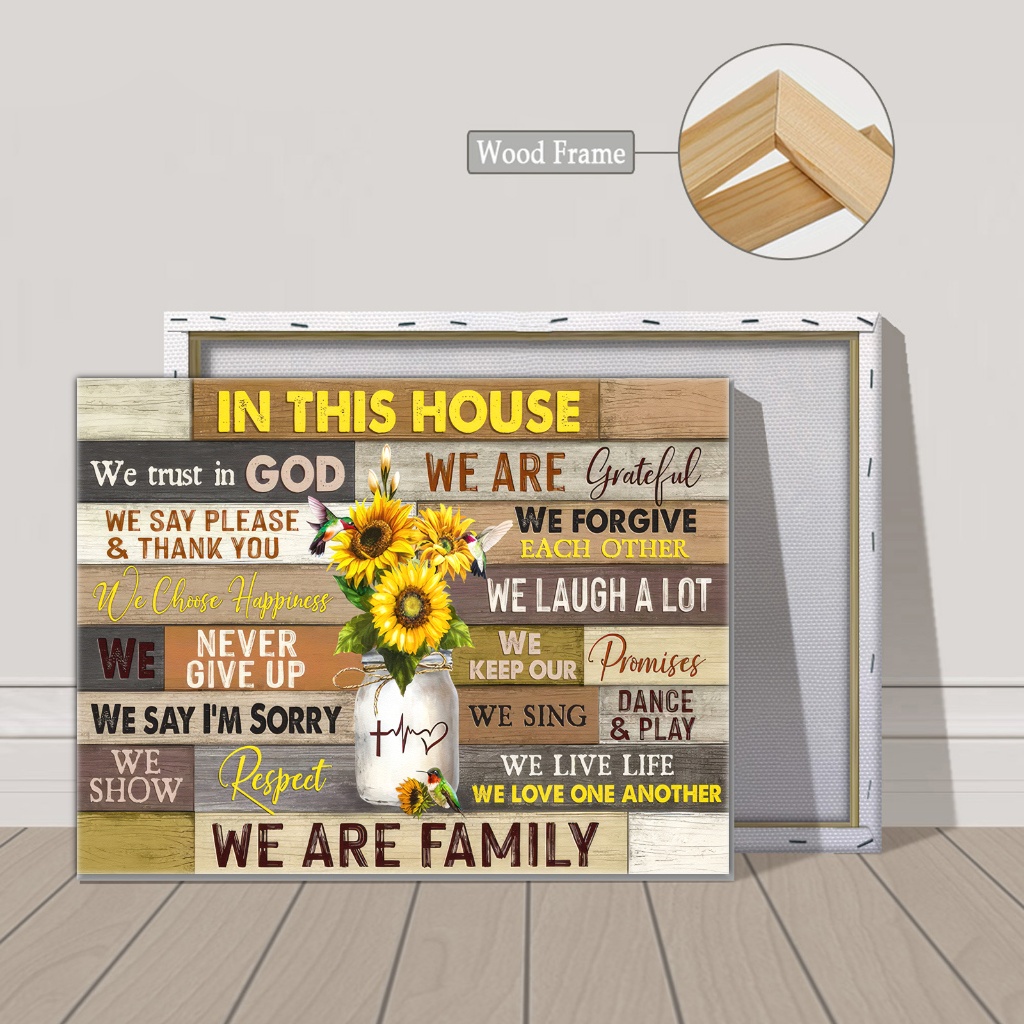 Wood Frame
IN THIS HOUSE
We trust in GOD
WE ARE Grateful
WE SAY PLEASE
& THANK YOU
WE FORGIVE
EACH OTHER
We Choose Happiness
WE LAUGH A LOT
WE NEVER
GIVE UP
WE
KEEP OUR Promises
WE SAY I'M SORRY
WE SING
DANCE
& PLAY
WE
SHOW Respect
WE LIVE LIFE
WE LOVE ONE ANOTHER
WE ARE FAMILY